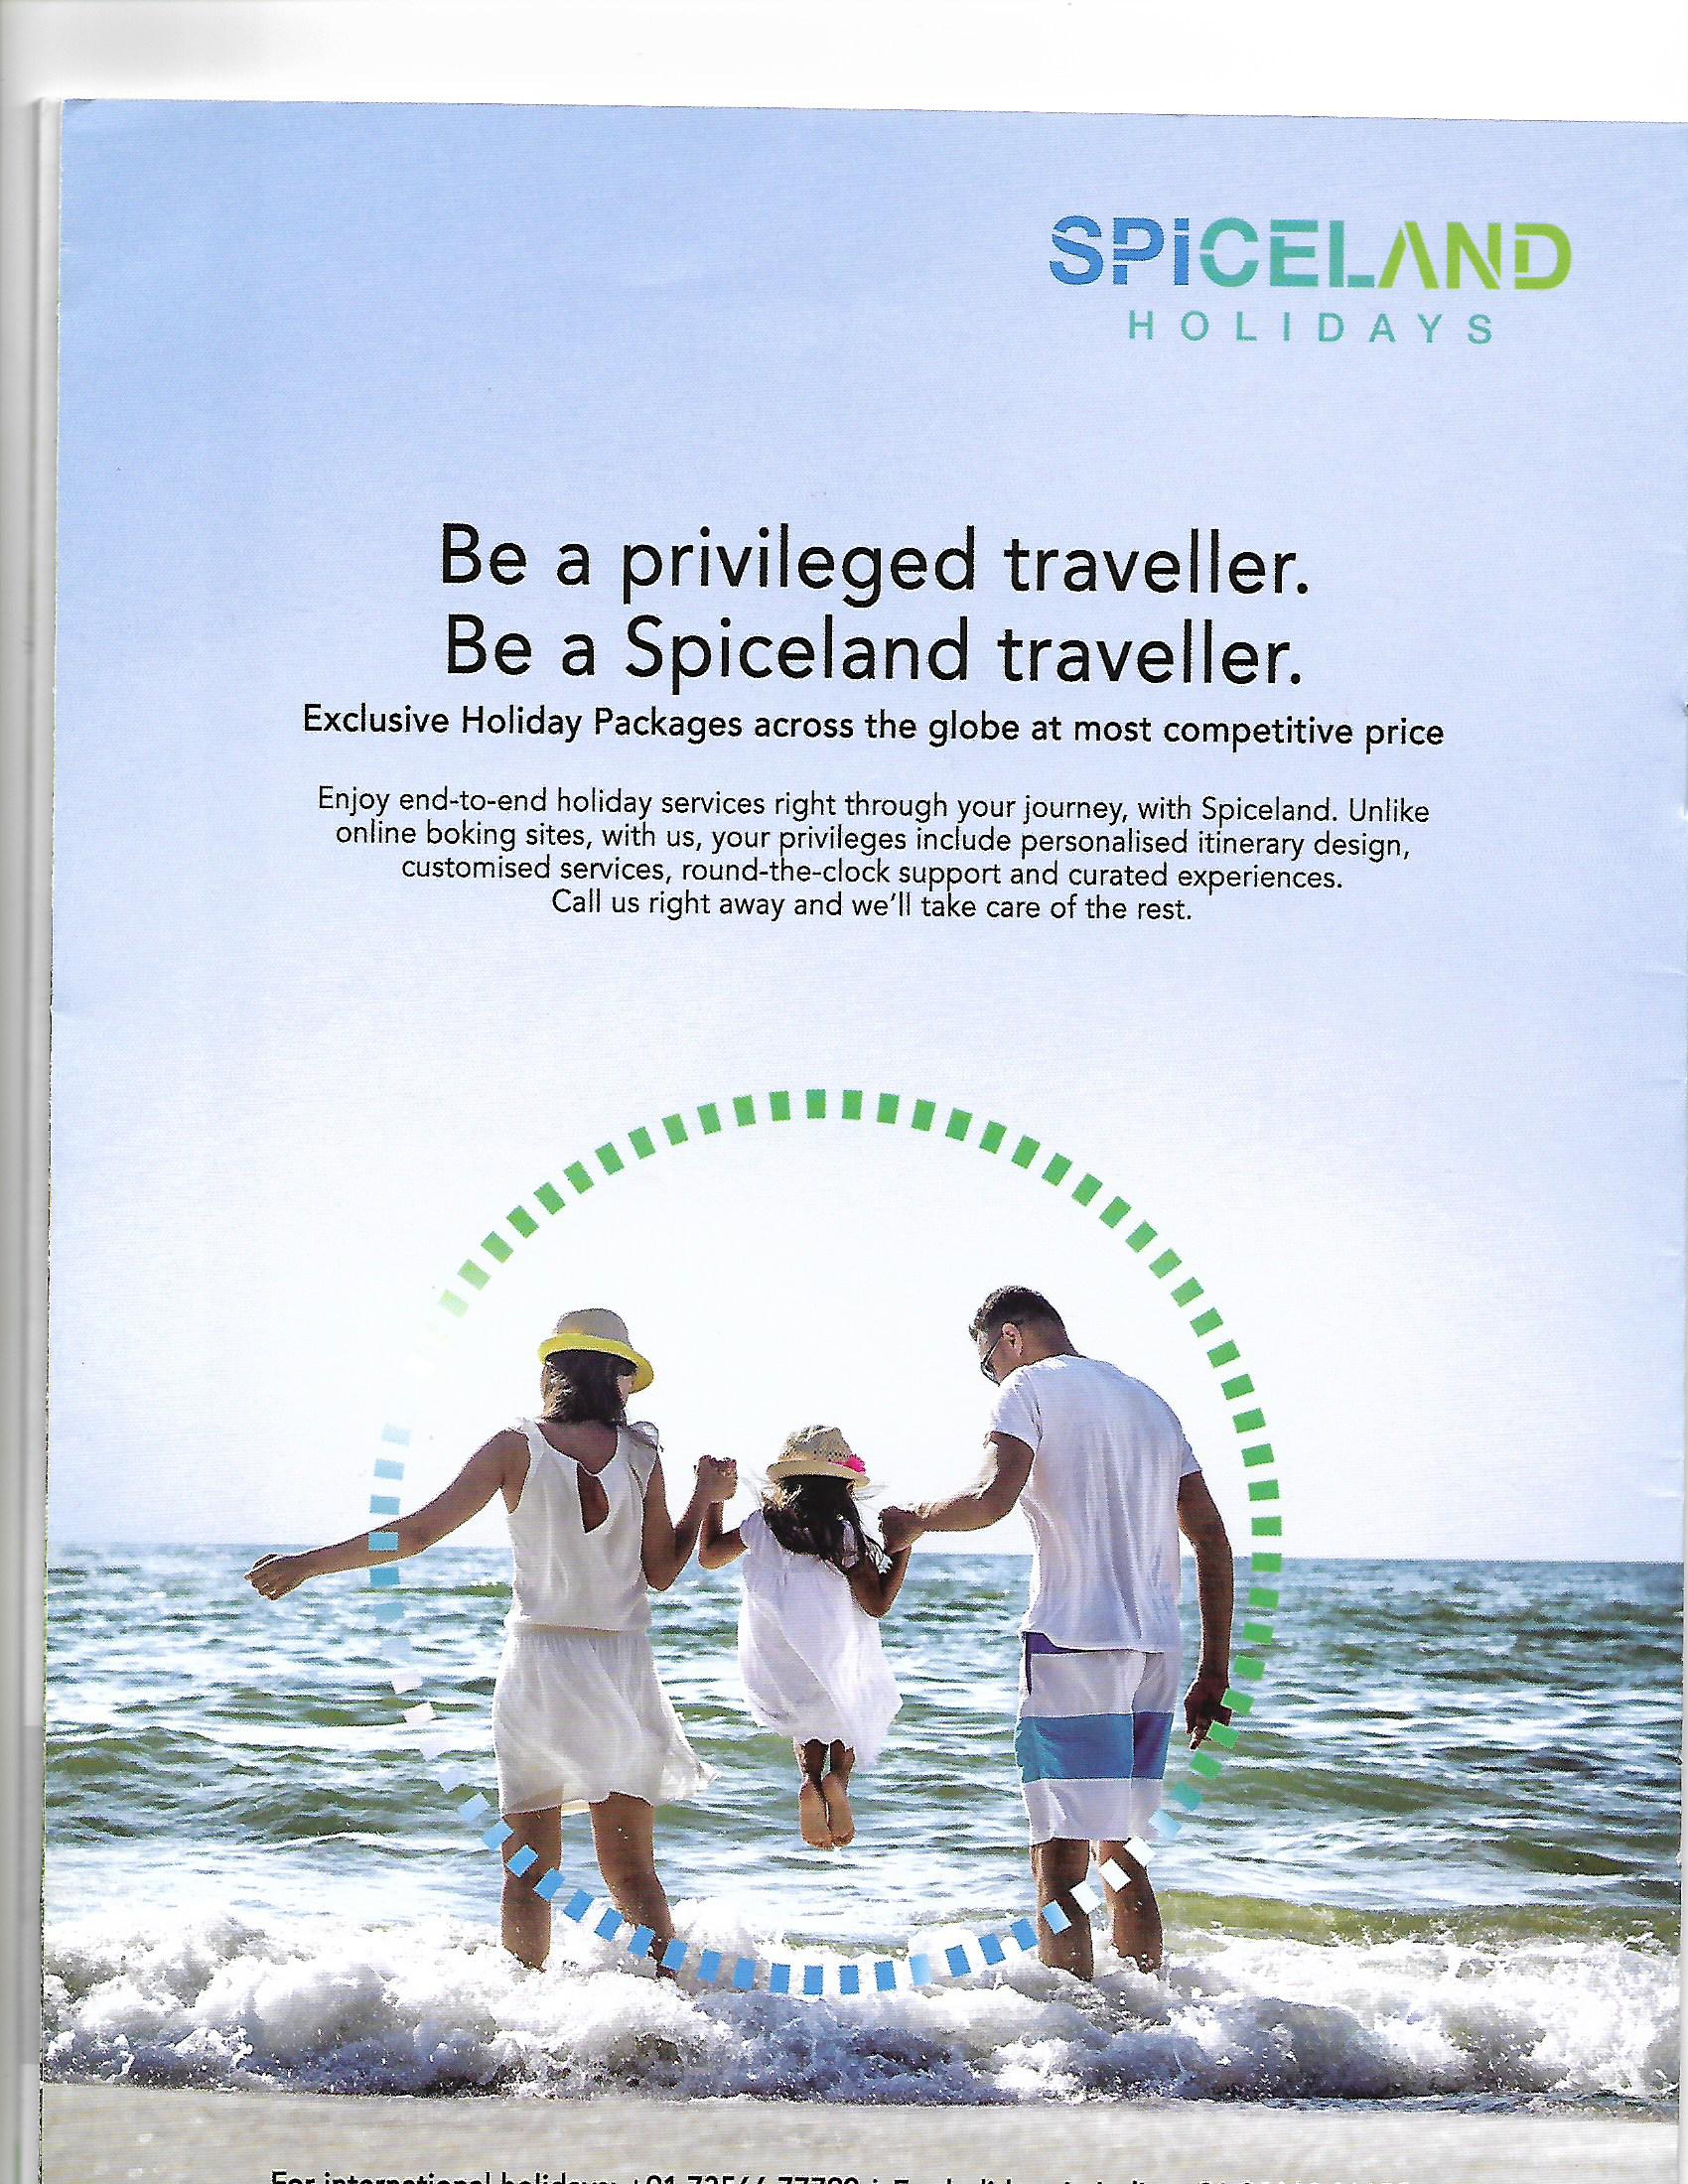 SPiCELAND
HOLIDAYS
Be a privileged traveller.
Be a Spiceland traveller.
Exclusive Holiday Packages across the globe at most competitive price
Enjoy end-to-end holiday services right through your journey, with Spiceland. Unlike
online boking sites, with us, your privileges include personalised itinerary design,
customised services, round-the-clock support and curated experiences.
Call us right away and we'll take care of the rest.
For international holidays: